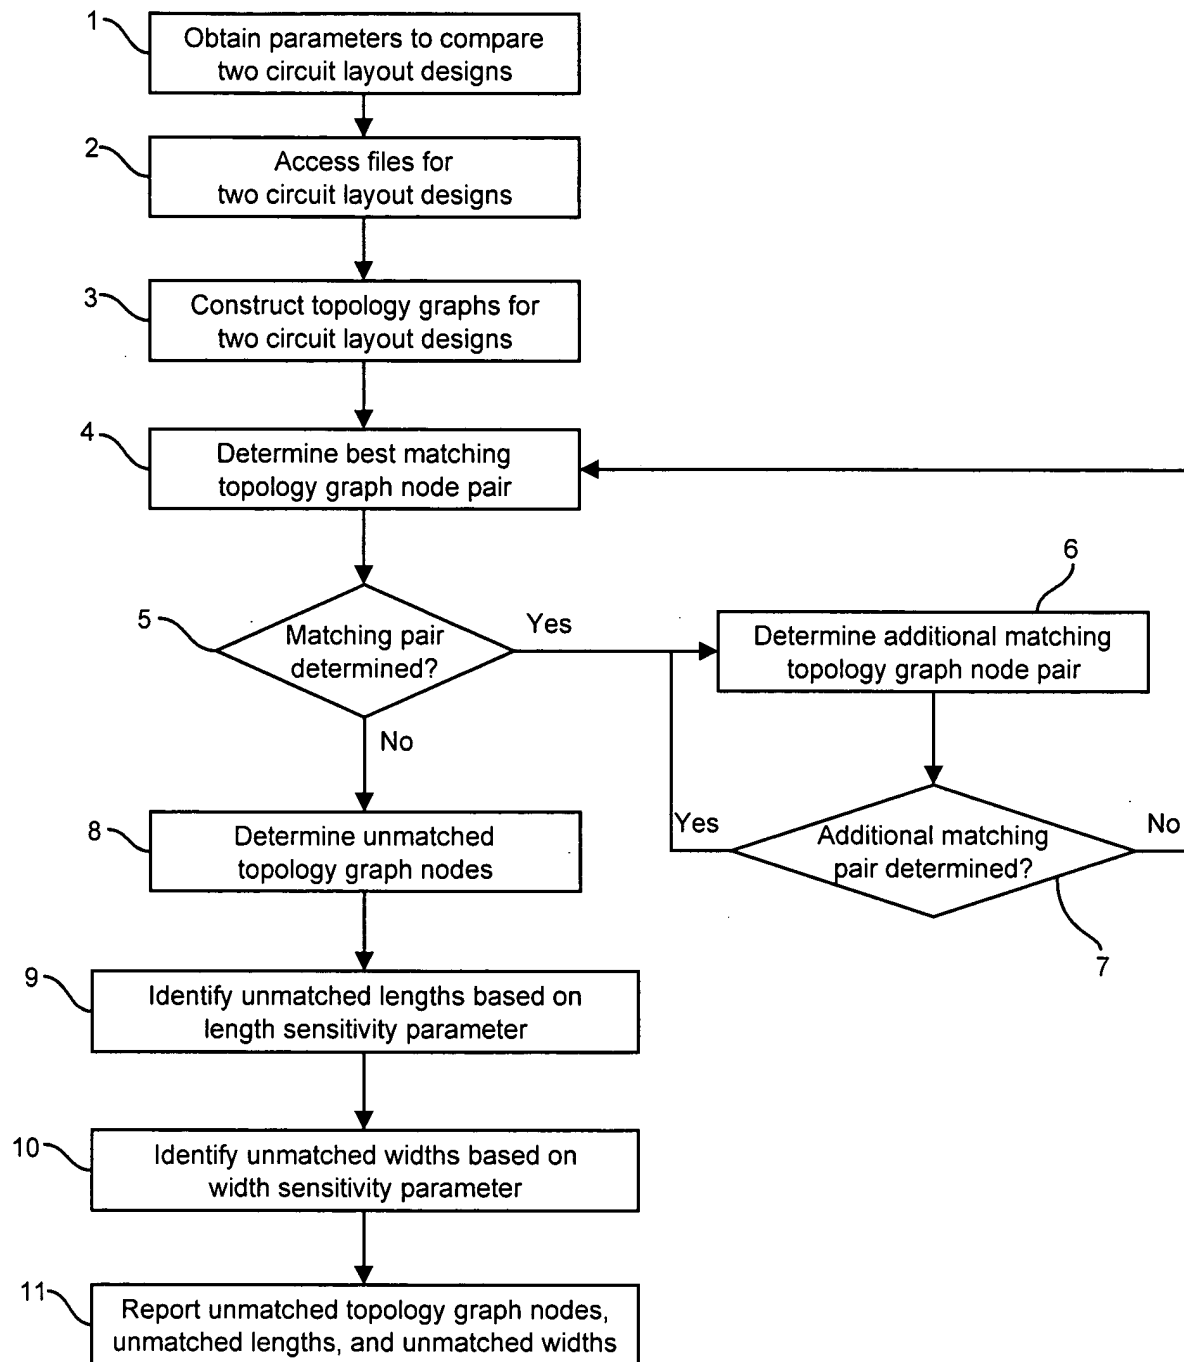 1
Obtain parameters to compare
two circuit layout designs
2
Access files for
two circuit layout designs
3
Construct topology graphs for
two circuit layout designs
4
Determine best matching
topology graph node pair
5
Matching pair
determined?
Yes
No
6
Determine additional matching
topology graph node pair
7
Additional matching
pair determined?
Yes
No
8
Determine unmatched
topology graph nodes
9
Identify unmatched lengths based on
length sensitivity parameter
10
Identify unmatched widths based on
width sensitivity parameter
11
Report unmatched topology graph nodes,
unmatched lengths, and unmatched widths